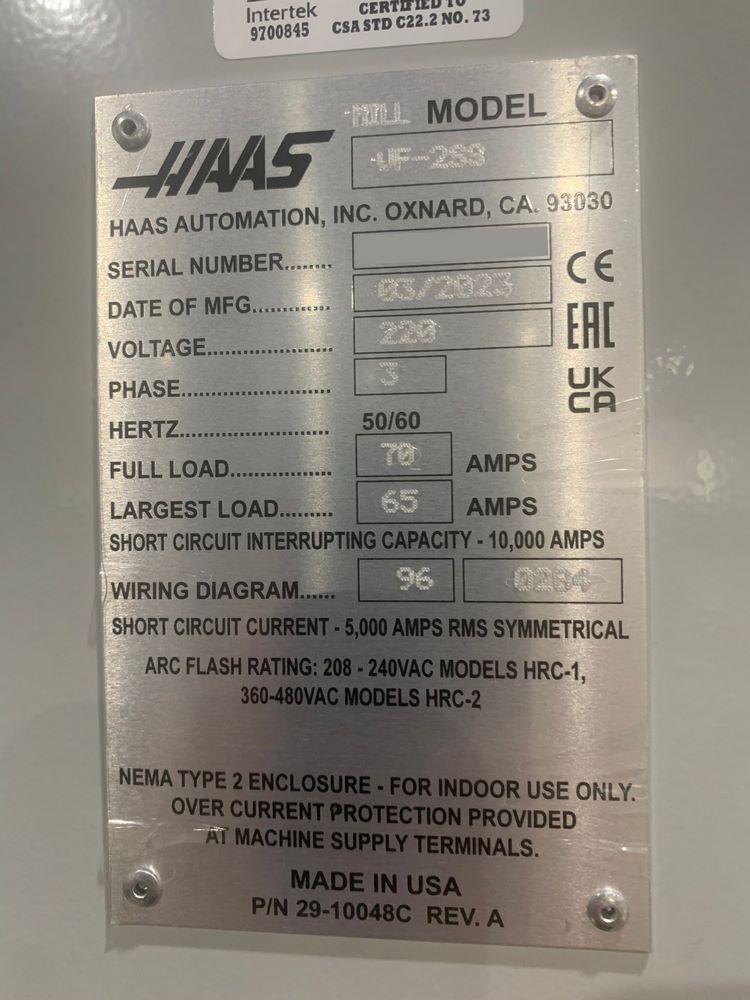 Intertek
9700845
CERTIFIED TO
CSA STD C22.2 NO. 73
MILL MODEL
HAAS
VF-2SS
HAAS AUTOMATION, INC. OXNARD, CA. 93030
SERIAL NUMBER........
DATE OF MFG............. 03/2023
VOLTAGE..................... 220
PHASE......................... 3
HERTZ......................... 50/60
FULL LOAD................. 70 AMPS
LARGEST LOAD......... 65 AMPS
SHORT CIRCUIT INTERRUPTING CAPACITY - 10,000 AMPS
WIRING DIAGRAM...... 96
SHORT CIRCUIT CURRENT - 5,000 AMPS RMS SYMMETRICAL
ARC FLASH RATING: 208 - 240VAC MODELS HRC-1,
360-480VAC MODELS HRC-2
NEMA TYPE 2 ENCLOSURE - FOR INDOOR USE ONLY.
OVER CURRENT PROTECTION PROVIDED
AT MACHINE SUPPLY TERMINALS.
MADE IN USA
P/N 29-10048C REV. A
CE
EAC
UK
CA